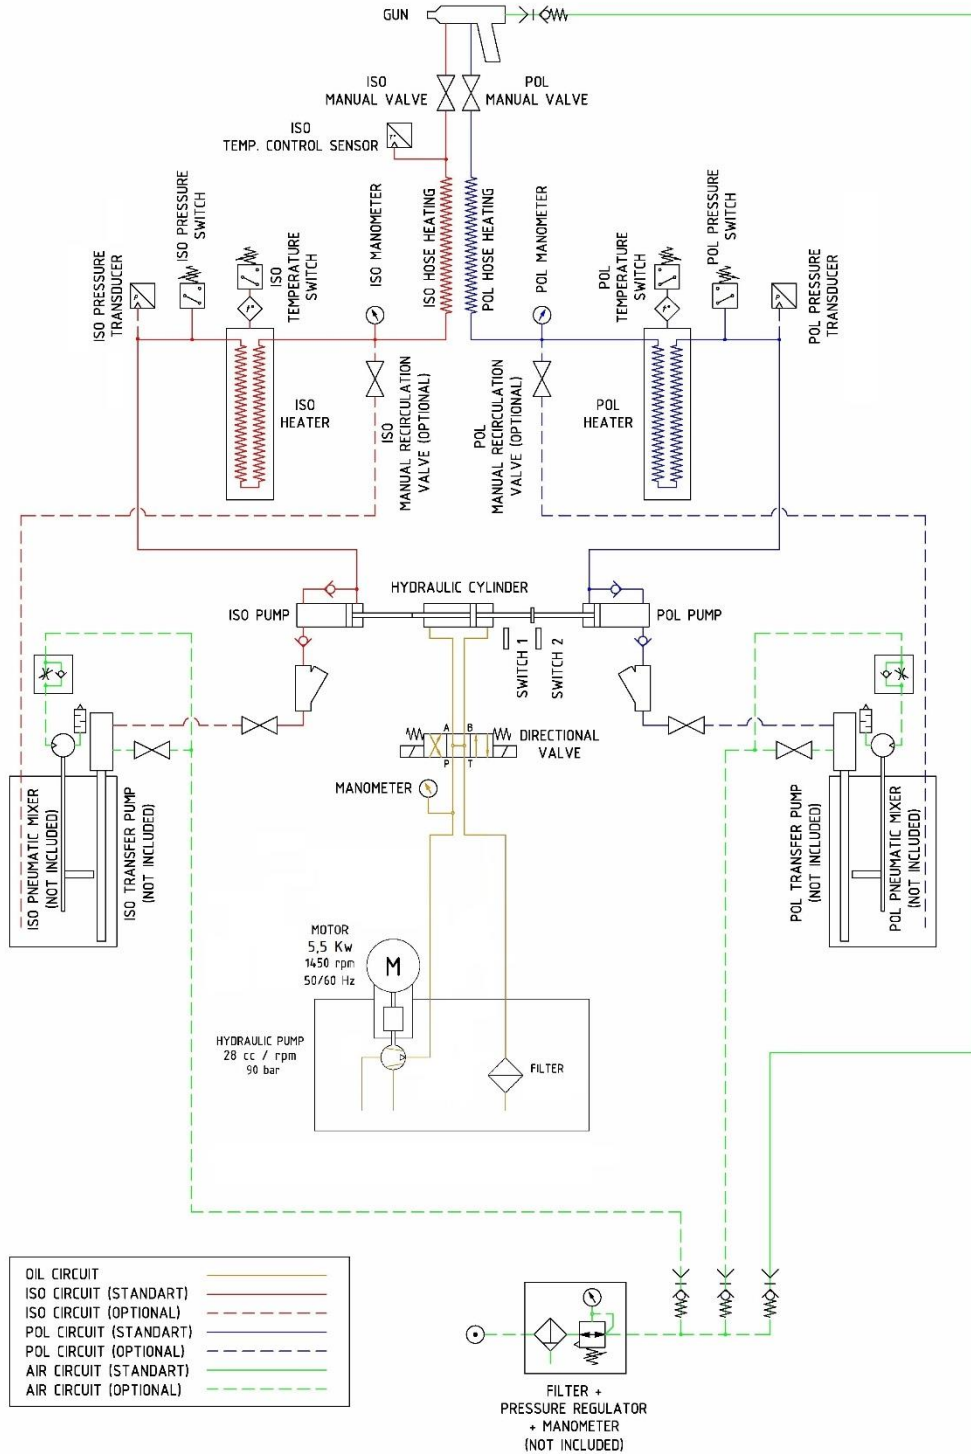 GUN
ISO
MANUAL VALVE
POL
MANUAL VALVE
ISO
TEMP. CONTROL SENSOR
T°
ISO PRESSURE
TRANSDUCER
P
ISO PRESSURE
SWITCH
ISO
TEMPERATURE
SWITCH
t°
ISO MANOMETER
ISO HOSE HEATING
POL HOSE HEATING
POL MANOMETER
POL
TEMPERATURE
SWITCH
t°
POL PRESSURE
SWITCH
POL PRESSURE
TRANSDUCER
P
ISO
HEATER
ISO
MANUAL RECIRCULATION
VALVE (OPTIONAL)
POL
MANUAL RECIRCULATION
VALVE (OPTIONAL)
POL
HEATER
HYDRAULIC CYLINDER
ISO PUMP
POL PUMP
SWITCH 1
SWITCH 2
A B
P T
DIRECTIONAL
VALVE
MANOMETER
ISO PNEUMATIC MIXER
(NOT INCLUDED)
ISO TRANSFER PUMP
(NOT INCLUDED)
POL TRANSFER PUMP
(NOT INCLUDED)
POL PNEUMATIC MIXER
(NOT INCLUDED)
MOTOR
5,5 Kw
1450 rpm
50/60 Hz
M
HYDRAULIC PUMP
28 cc / rpm
90 bar
FILTER
OIL CIRCUIT
ISO CIRCUIT (STANDART)
ISO CIRCUIT (OPTIONAL)
POL CIRCUIT (STANDART)
POL CIRCUIT (OPTIONAL)
AIR CIRCUIT (STANDART)
AIR CIRCUIT (OPTIONAL)
FILTER +
PRESSURE REGULATOR
+ MANOMETER
(NOT INCLUDED)